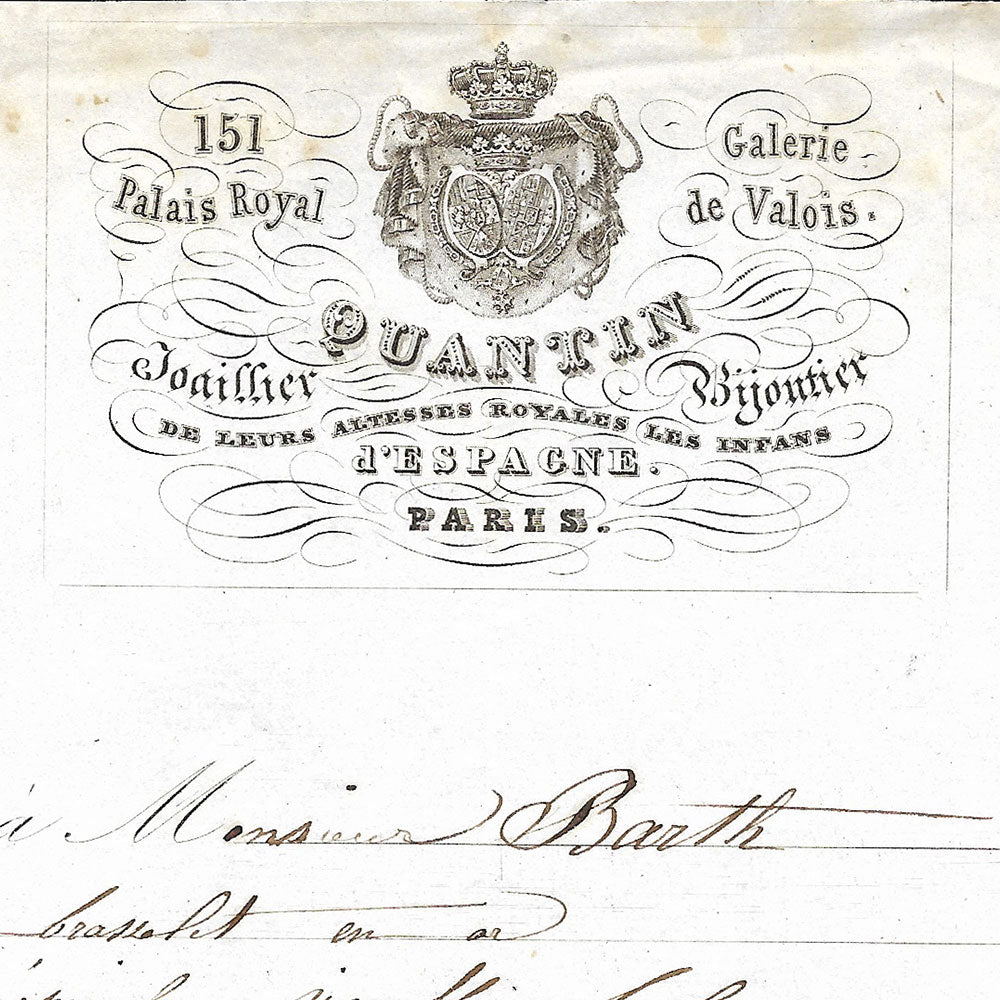 151
Palais Royal
Galerie
de Valois.
QUANTIN
Joaillier
Bijoutier
DE LEURS ALTESSES ROYALES LES INFANS
d'ESPAGNE.
PARIS.
à Monsieur Barth
brasselet en or